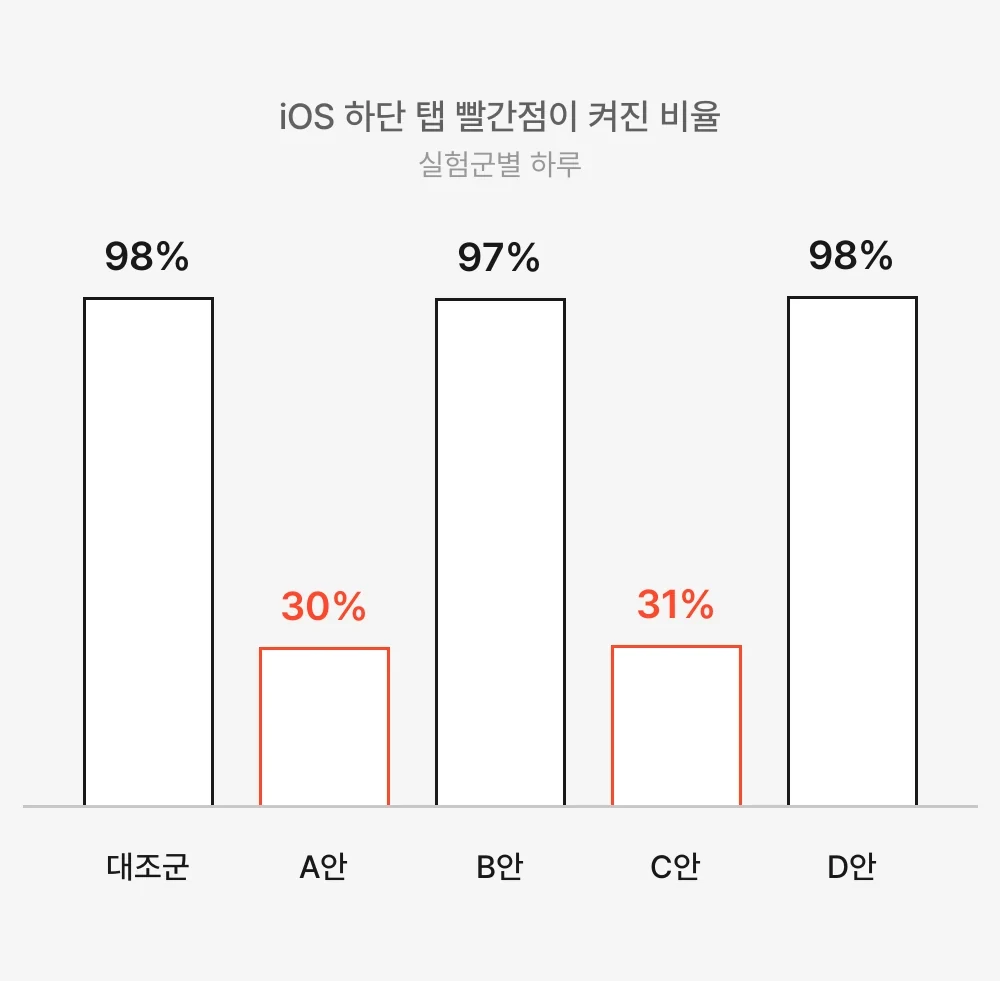 iOS 하단 탭 빨간점이 켜진 비율
실험군별 하루
98%
97%
98%
30%
31%
대조군
A안
B안
C안
D안